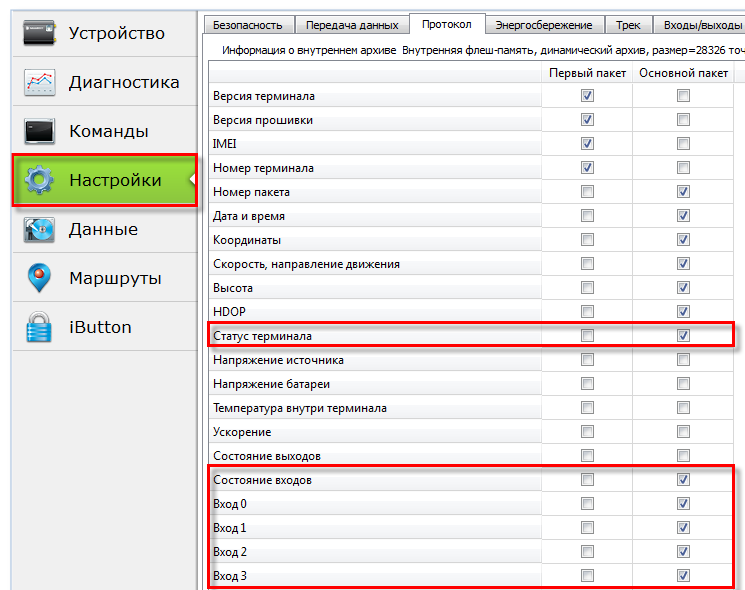 Устройство
Диагностика
Команды
Настройки
Данные
Маршруты
iButton
Безопасность Передача данных Протокол Энергосбережение Трек Входы/выходы
Информация о внутреннем архиве Внутренняя флеш-память, динамический архив, размер=28326 точ
Первый пакет Основной пакет
Версия терминала
Версия прошивки
IMEI
Номер терминала
Номер пакета
Дата и время
Координаты
Скорость, направление движения
Высота
HDOP
Статус терминала
Напряжение источника
Напряжение батареи
Температура внутри терминала
Ускорение
Состояние выходов
Состояние входов
Вход 0
Вход 1
Вход 2
Вход 3